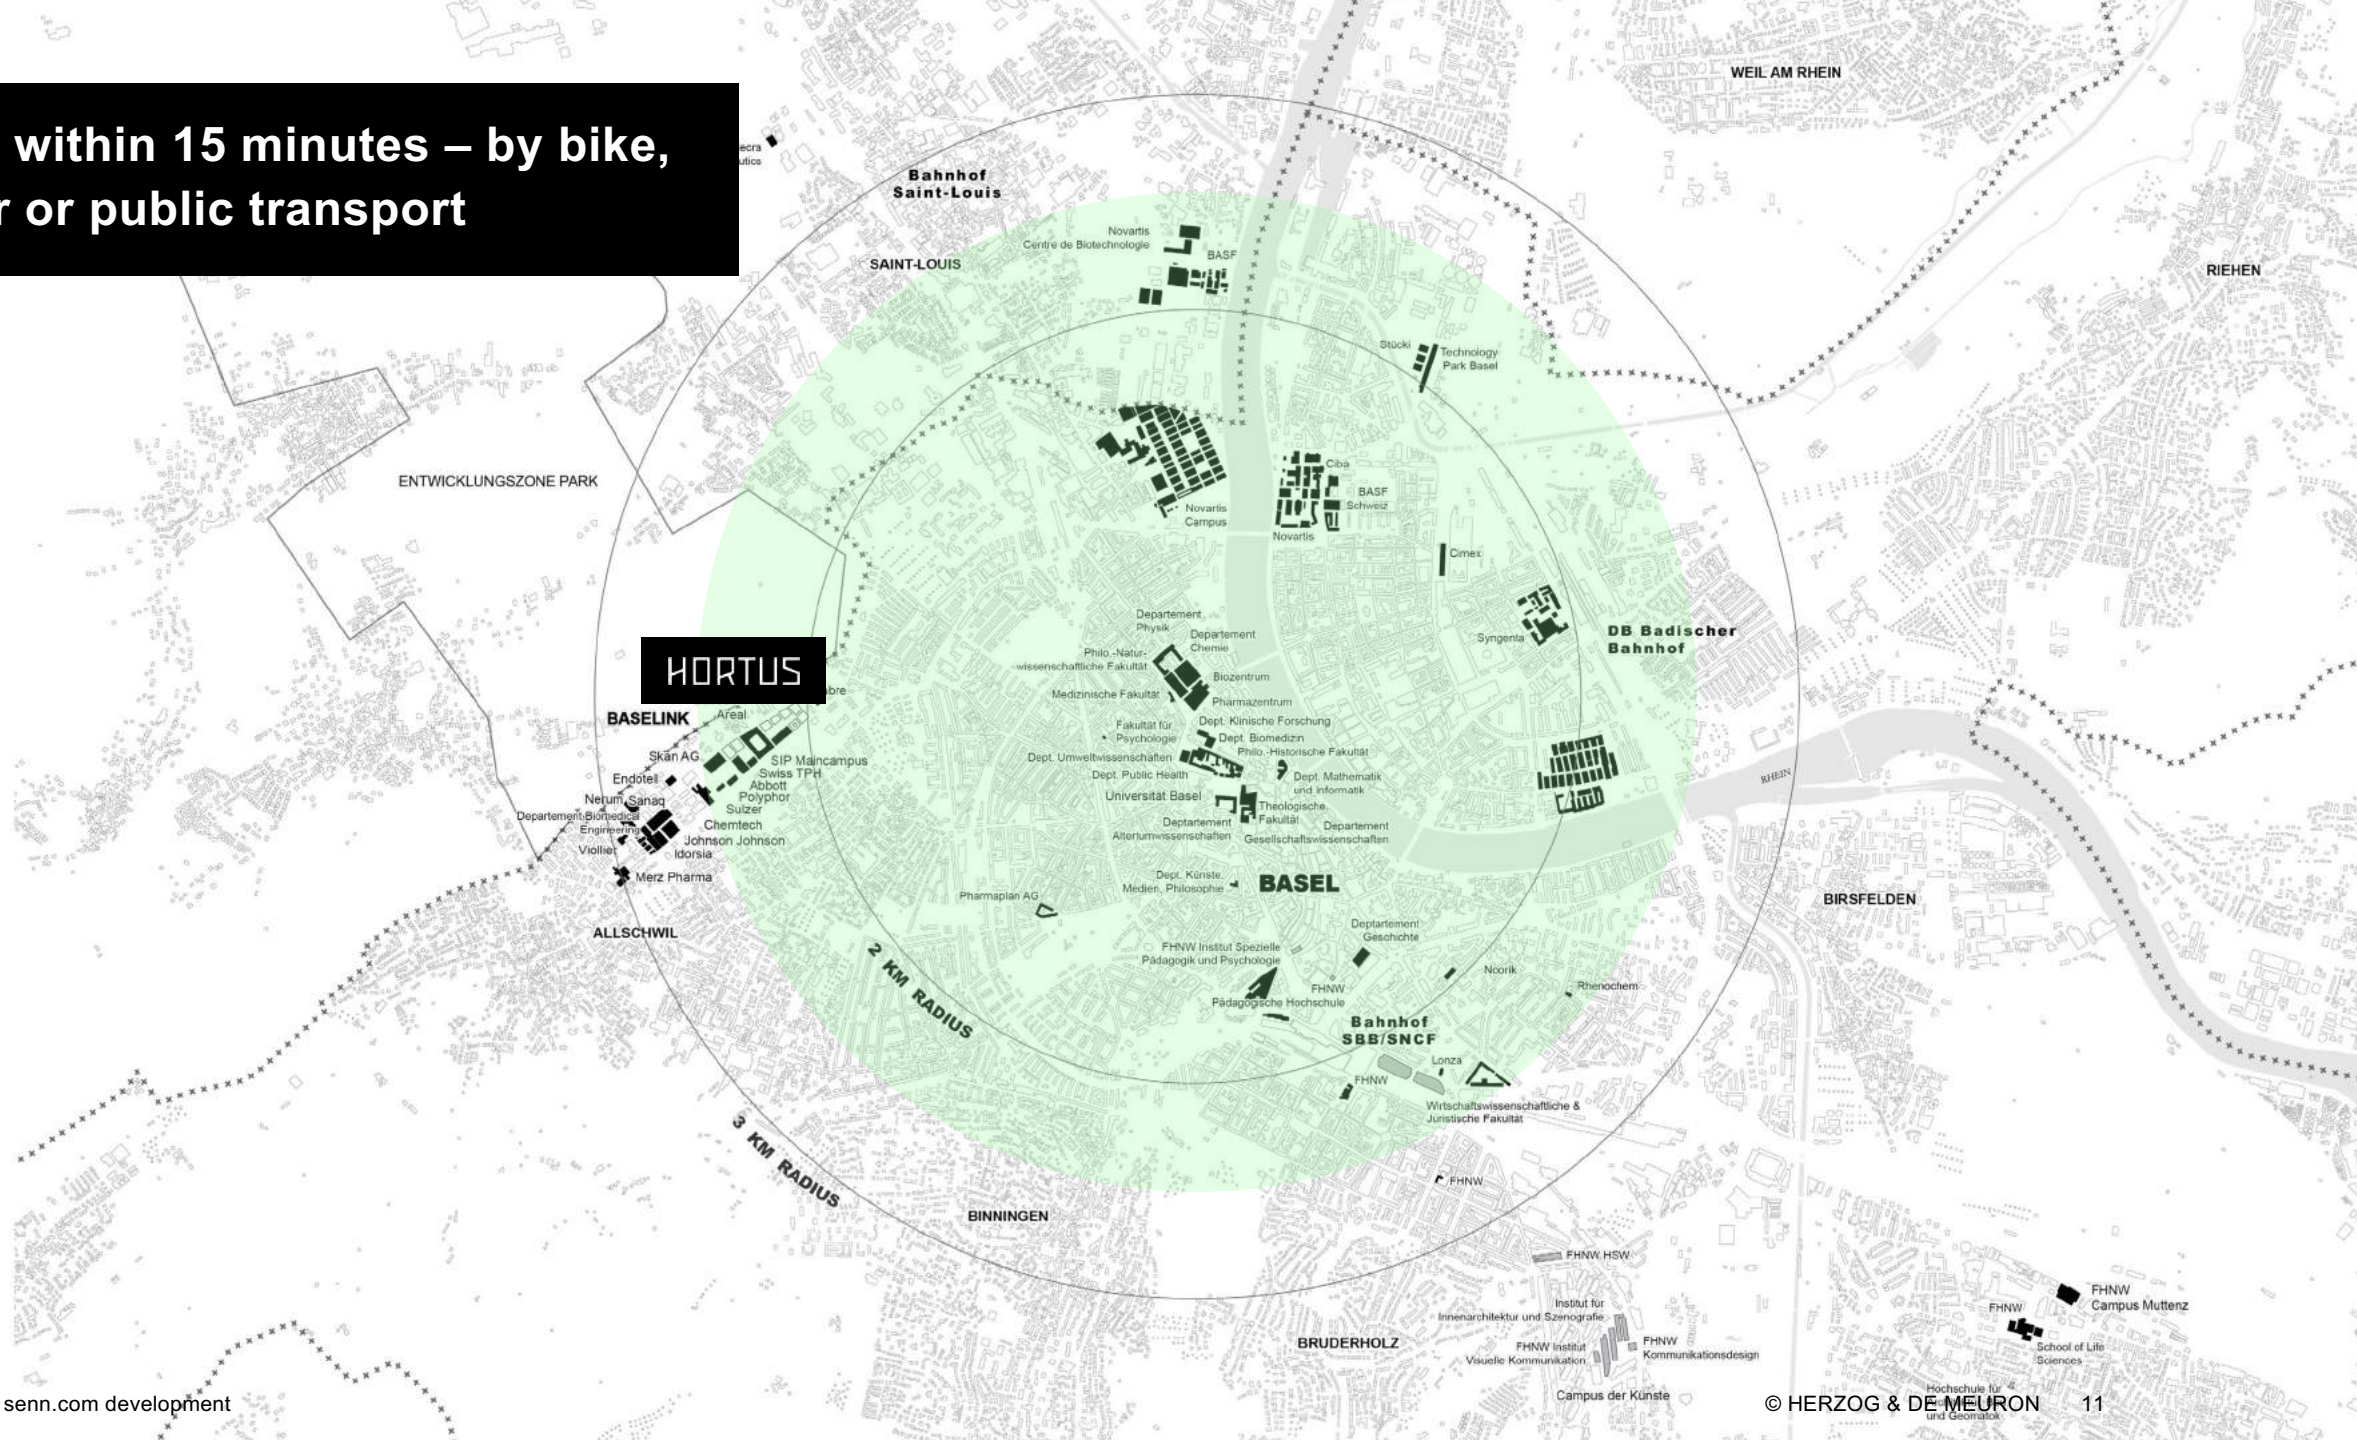 within 15 minutes – by bike,
r or public transport
ecra
utics
WEIL AM RHEIN
Bahnhof
Saint-Louis
Novartis
Centre de Biotechnologie
BASF
SAINT-LOUIS
RIEHEN
Stücki
Technology
Park Basel
ENTWICKLUNGSZONE PARK
Ciba
BASF
Schweiz
Novartis
Campus
Novartis
Cimex
Departement
Physik
Departement
Chemie
Syngenta
DB Badischer
Bahnhof
Philo.-Natur-
wissenschaftliche Fakultät
HORTUS
Biozentrum
Medizinische Fakultät
Pharmazentrum
abre
BASELINK
Areal
Fakultät für
Psychologie
Dept. Klinische Forschung
Dept. Biomedizin
Philo.-Historische Fakultät
Skan AG
SIP Maincampus
Swiss TPH
Abbott
Polyphor
Sulzer
Chemtech
Johnson Johnson
Idorsia
Endotell
Nerum
Sanaq
Departement Biomedical
Engineering
Viollier
Merz Pharma
Dept. Umweltwissenschaften
Dept. Public Health
Dept. Mathematik
und Informatik
Universität Basel
Theologische
Fakultät
Deptartement
Altertumwissenschaften
Departement
Gesellschaftswissenschaften
RHEIN
Dept. Künste,
Medien, Philosophie
BASEL
Pharmaplan AG
BIRSFELDEN
ALLSCHWIL
Deptartement
Geschichte
2 KM RADIUS
FHNW Institut Spezielle
Pädagogik und Psychologie
Noorik
FHNW
Pädagogische Hochschule
Rhenochem
Bahnhof
SBB/SNCF
Lonza
FHNW
Wirtschaftswissenschaftliche &
Juristische Fakultät
3 KM RADIUS
FHNW
BINNINGEN
FHNW HSW
Institut für
Innenarchitektur und Szenografie
FHNW
Campus Muttenz
FHNW
School of Life
Sciences
BRUDERHOLZ
FHNW Institut
Visuelle Kommunikation
FHNW
Kommunikationsdesign
Campus der Künste
Hochschule für
und Geomatok
senn.com development
© HERZOG & DE MEURON
11